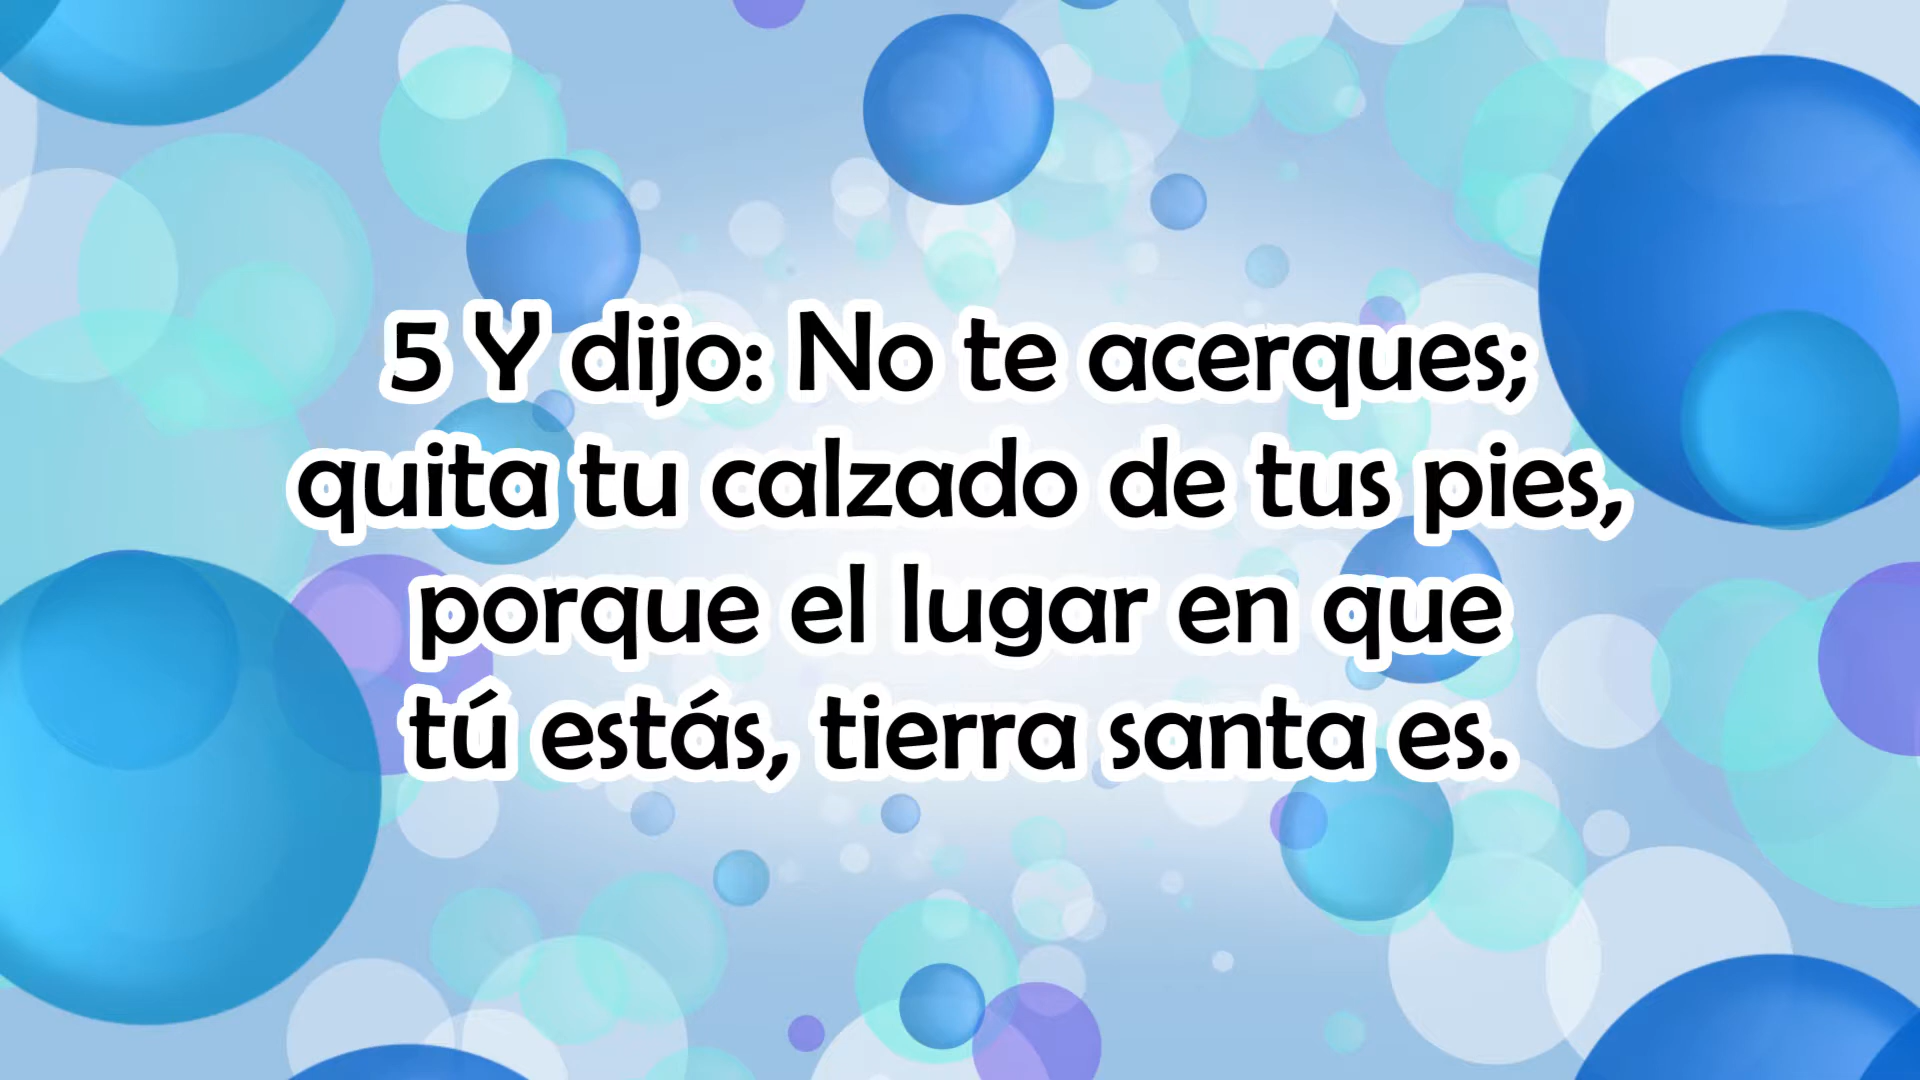 5 Y dijo: No te acerques;
quita tu calzado de tus pies,
porque el lugar en que
tú estás, tierra santa es.